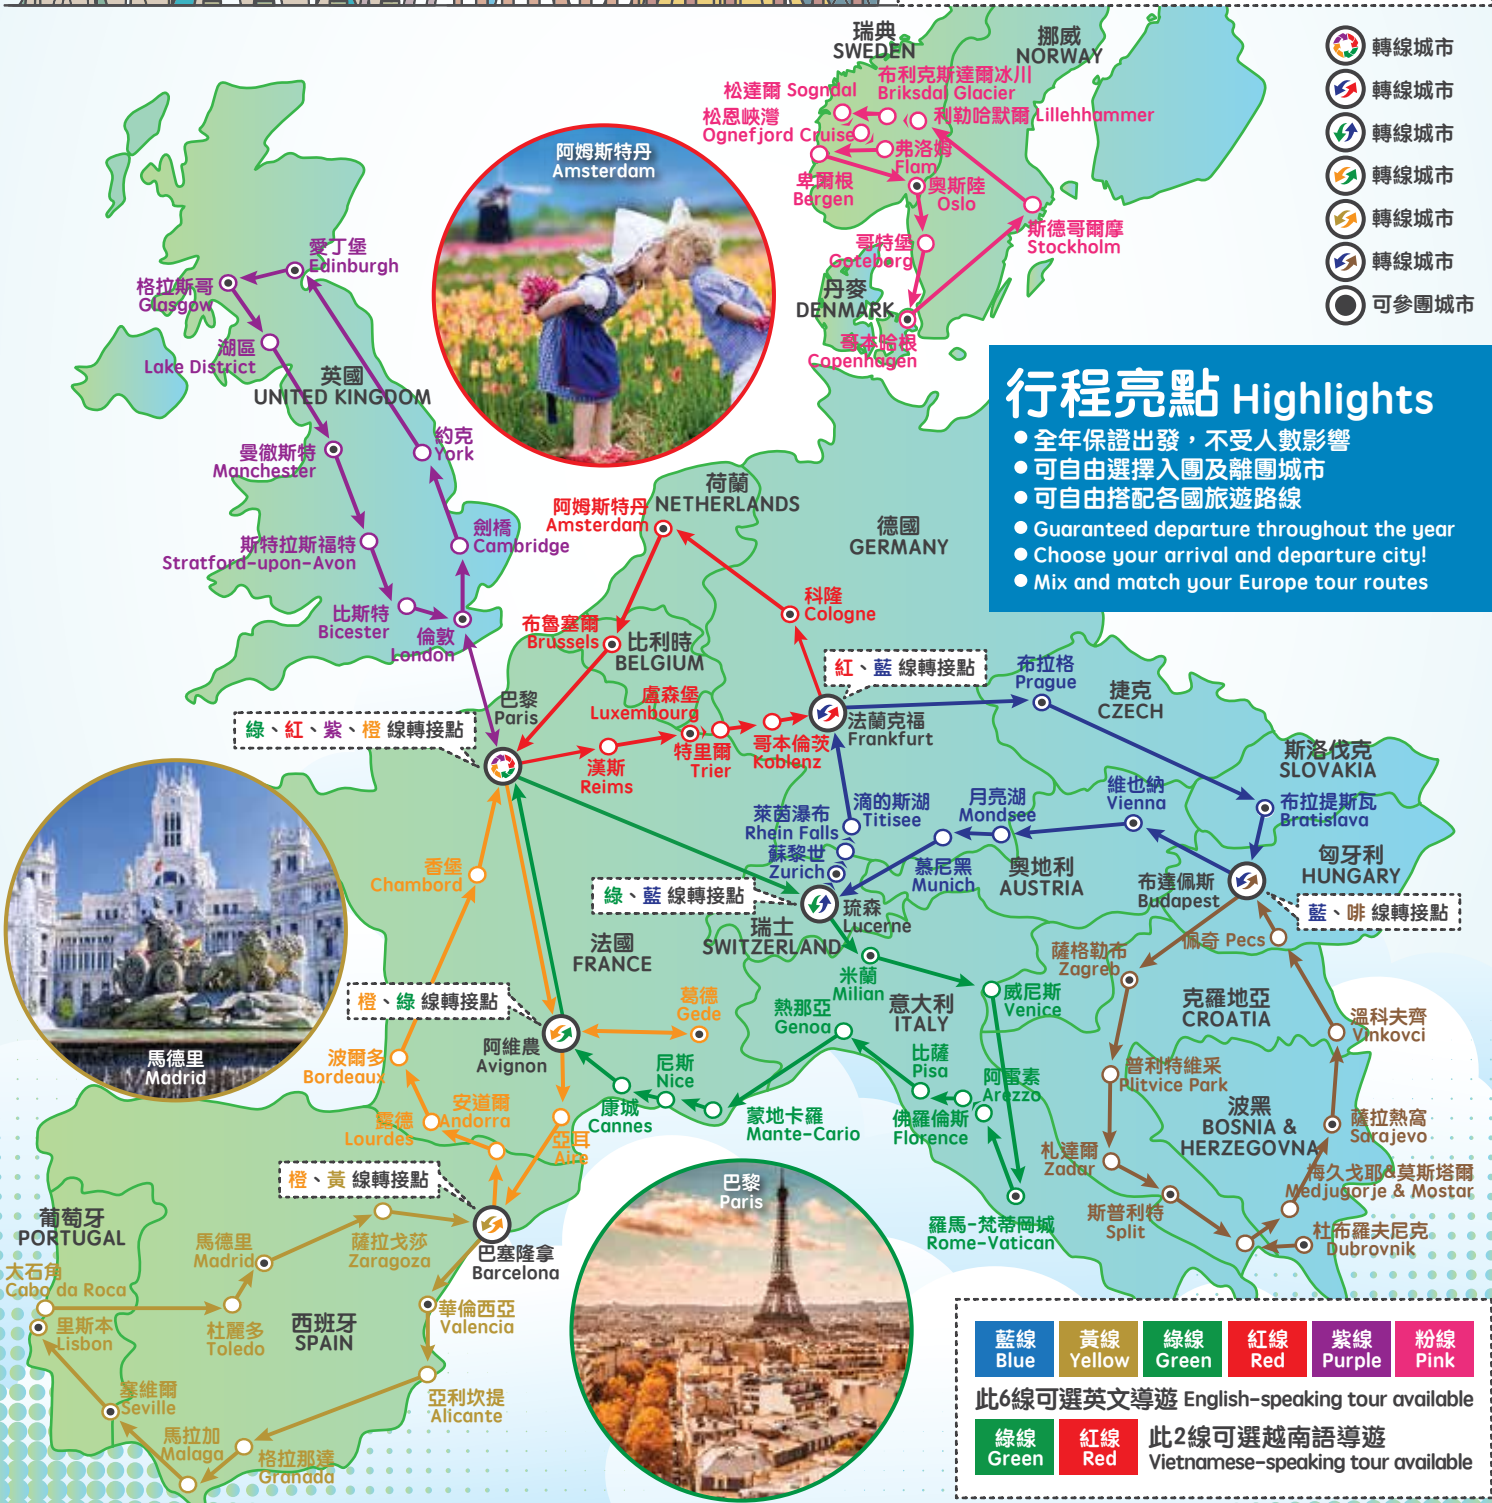 瑞典
SWEDEN
挪威
NORWAY
松達爾 Sogndal
布利克斯達爾冰川
Briksdal Glacier
松恩峽灣
Ognefjord Cruise
利勒哈默爾 Lillehhammer
弗洛姆
Flam
卑爾根
Bergen
奧斯陸
Oslo
斯德哥爾摩
Stockholm
哥特堡
Goteborg
丹麥
DENMARK
哥本哈根
Copenhagen
轉線城市
轉線城市
轉線城市
轉線城市
轉線城市
轉線城市
可參團城市
阿姆斯特丹
Amsterdam
愛丁堡
Edinburgh
格拉斯哥
Glasgow
湖區
Lake District
英國
UNITED KINGDOM
約克
York
曼徹斯特
Manchester
劍橋
Cambridge
斯特拉斯福特
Stratford-upon-Avon
比斯特
Bicester
倫敦
London
行程亮點 Highlights
● 全年保證出發，不受人數影響
● 可自由選擇入團及離團城市
● 可自由搭配各國旅遊路線
● Guaranteed departure throughout the year
● Choose your arrival and departure city!
● Mix and match your Europe tour routes
荷蘭
NETHERLANDS
阿姆斯特丹
Amsterdam
德國
GERMANY
科隆
Cologne
布魯塞爾
Brussels
比利時
BELGIUM
紅、藍 線轉接點
布拉格
Prague
捷克
CZECH
巴黎
Paris
盧森堡
Luxembourg
綠、紅、紫、橙 線轉接點
特里爾
Trier
哥本倫茨
Koblenz
法蘭克福
Frankfurt
漢斯
Reims
斯洛伐克
SLOVAKIA
布拉提斯瓦
Bratislava
維也納
Vienna
月亮湖
Mondsee
滴的斯湖
Titisee
萊茵瀑布
Rhein Falls
蘇黎世
Zurich
慕尼黑
Munich
奧地利
AUSTRIA
匈牙利
HUNGARY
布達佩斯
Budapest
藍、啡 線轉接點
香堡
Chambord
綠、藍 線轉接點
琉森
Lucerne
瑞士
SWITZERLAND
法國
FRANCE
米蘭
Milian
意大利
ITALY
威尼斯
Venice
薩格勒布
Zagreb
佩奇 Pecs
克羅地亞
CROATIA
溫科夫齊
Vinkovci
橙、綠 線轉接點
葛德
Gede
熱那亞
Genoa
阿維農
Avignon
尼斯
Nice
比薩
Pisa
阿雷素
Arezzo
普利特維采
Plitvice Park
波爾多
Bordeaux
安道爾
Andorra
露德
Lourdes
亞耳
Aire
康城
Cannes
蒙地卡羅
Mante-Cario
佛羅倫斯
Florence
波黑
BOSNIA &
HERZEGOVNA
薩拉熱窩
Sarajevo
札達爾
Zadar
梅久戈耶&莫斯塔爾
Medjugorje & Mostar
馬德里
Madrid
橙、黃 線轉接點
巴黎
Paris
羅馬-梵蒂岡城
Rome-Vatican
斯普利特
Split
杜布羅夫尼克
Dubrovnik
葡萄牙
PORTUGAL
大石角
Cabo da Roca
馬德里
Madrid
薩拉戈莎
Zaragoza
巴塞隆拿
Barcelona
里斯本
Lisbon
杜麗多
Toledo
西班牙
SPAIN
華倫西亞
Valencia
塞維爾
Seville
亞利坎提
Alicante
馬拉加
Malaga
格拉那達
Granada
藍線 黃線 綠線 紅線 紫線 粉線
Blue Yellow Green Red Purple Pink
此6線可選英文導遊 English-speaking tour available
綠線 紅線 此2線可選越南語導遊
Green Red Vietnamese-speaking tour available